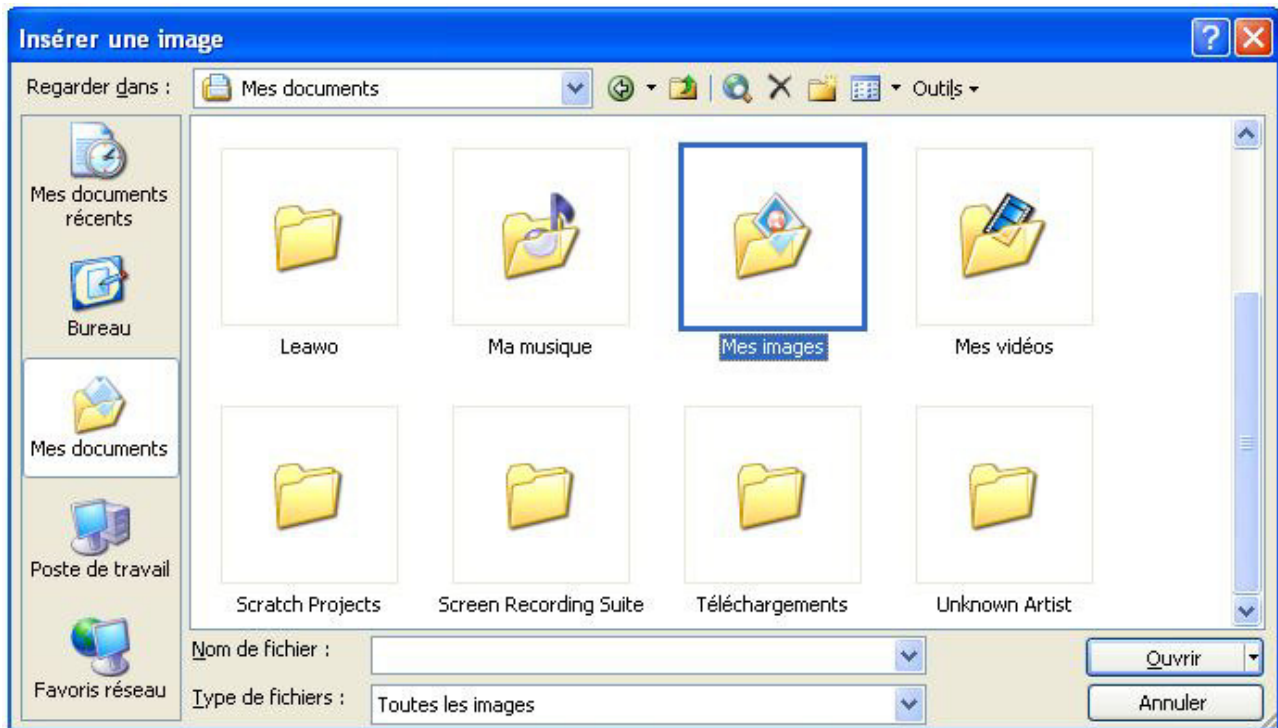 Insérer une image
Regarder dans :
Mes documents
Outils
Mes documents
récents
Bureau
Mes documents
Poste de travail
Favoris réseau
Leawo
Ma musique
Mes images
Mes vidéos
Scratch Projects
Screen Recording Suite
Téléchargements
Unknown Artist
Nom de fichier :
Type de fichiers :
Toutes les images
Ouvrir
Annuler